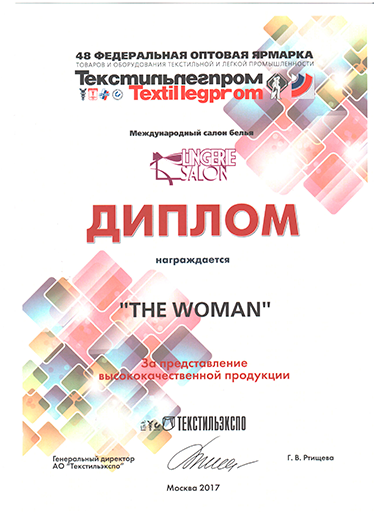 48 ФЕДЕРАЛЬНАЯ ОПТОВАЯ ЯРМАРКА
ТОВАРОВ И ОБОРУДОВАНИЯ ТЕКСТИЛЬНОЙ И ЛЕГКОЙ ПРОМЫШЛЕННОСТИ
Текстильлегпром
Textillegprom
Международный салон белья
LINGERIE
SALON
ДИПЛОМ
награждается
"THE WOMAN"
За представление
высококачественной продукции
ТЕКСТИЛЬЭКСПО
Генеральный директор
АО "Текстильэкспо"
Г. В. Ртищева
Москва 2017